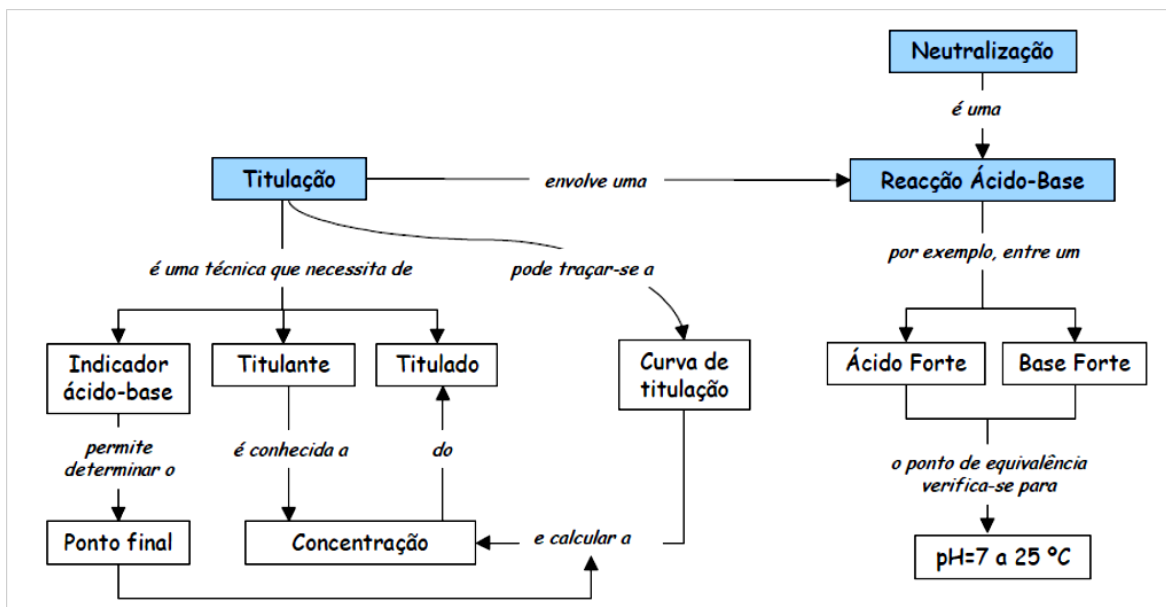 Neutralização
é uma
Titulação
envolve uma
Reacção Ácido-Base
é uma técnica que necessita de
pode traçar-se a
por exemplo, entre um
Indicador
ácido-base
Titulante
Titulado
Curva de
titulação
Ácido Forte
Base Forte
permite
determinar o
é conhecida a
do
o ponto de equivalência
verifica-se para
Ponto final
Concentração
e calcular a
pH=7 a 25 ºC